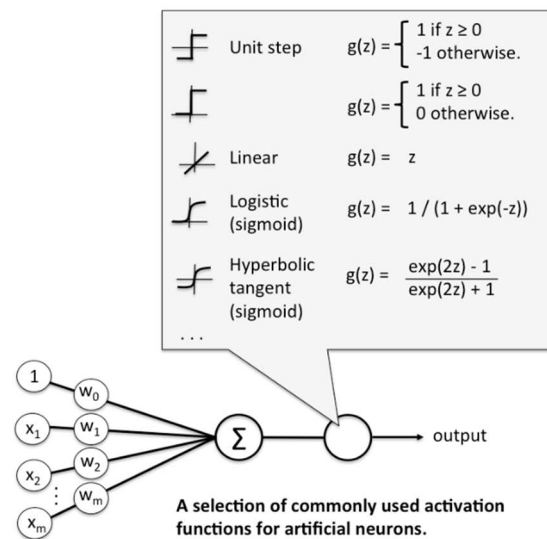 Unit step g(z) = { 1 if z ≥ 0
-1 otherwise.
g(z) = { 1 if z ≥ 0
0 otherwise.
Linear g(z) = z
Logistic g(z) = 1 / (1 + exp(-z))
(sigmoid)
Hyperbolic
tangent g(z) = exp(2z) - 1
(sigmoid) exp(2z) + 1
...
1 w₀
x₁ w₁
Σ output
x₂ w₂
⋮ wₘ
xₘ
A selection of commonly used activation
functions for artificial neurons.